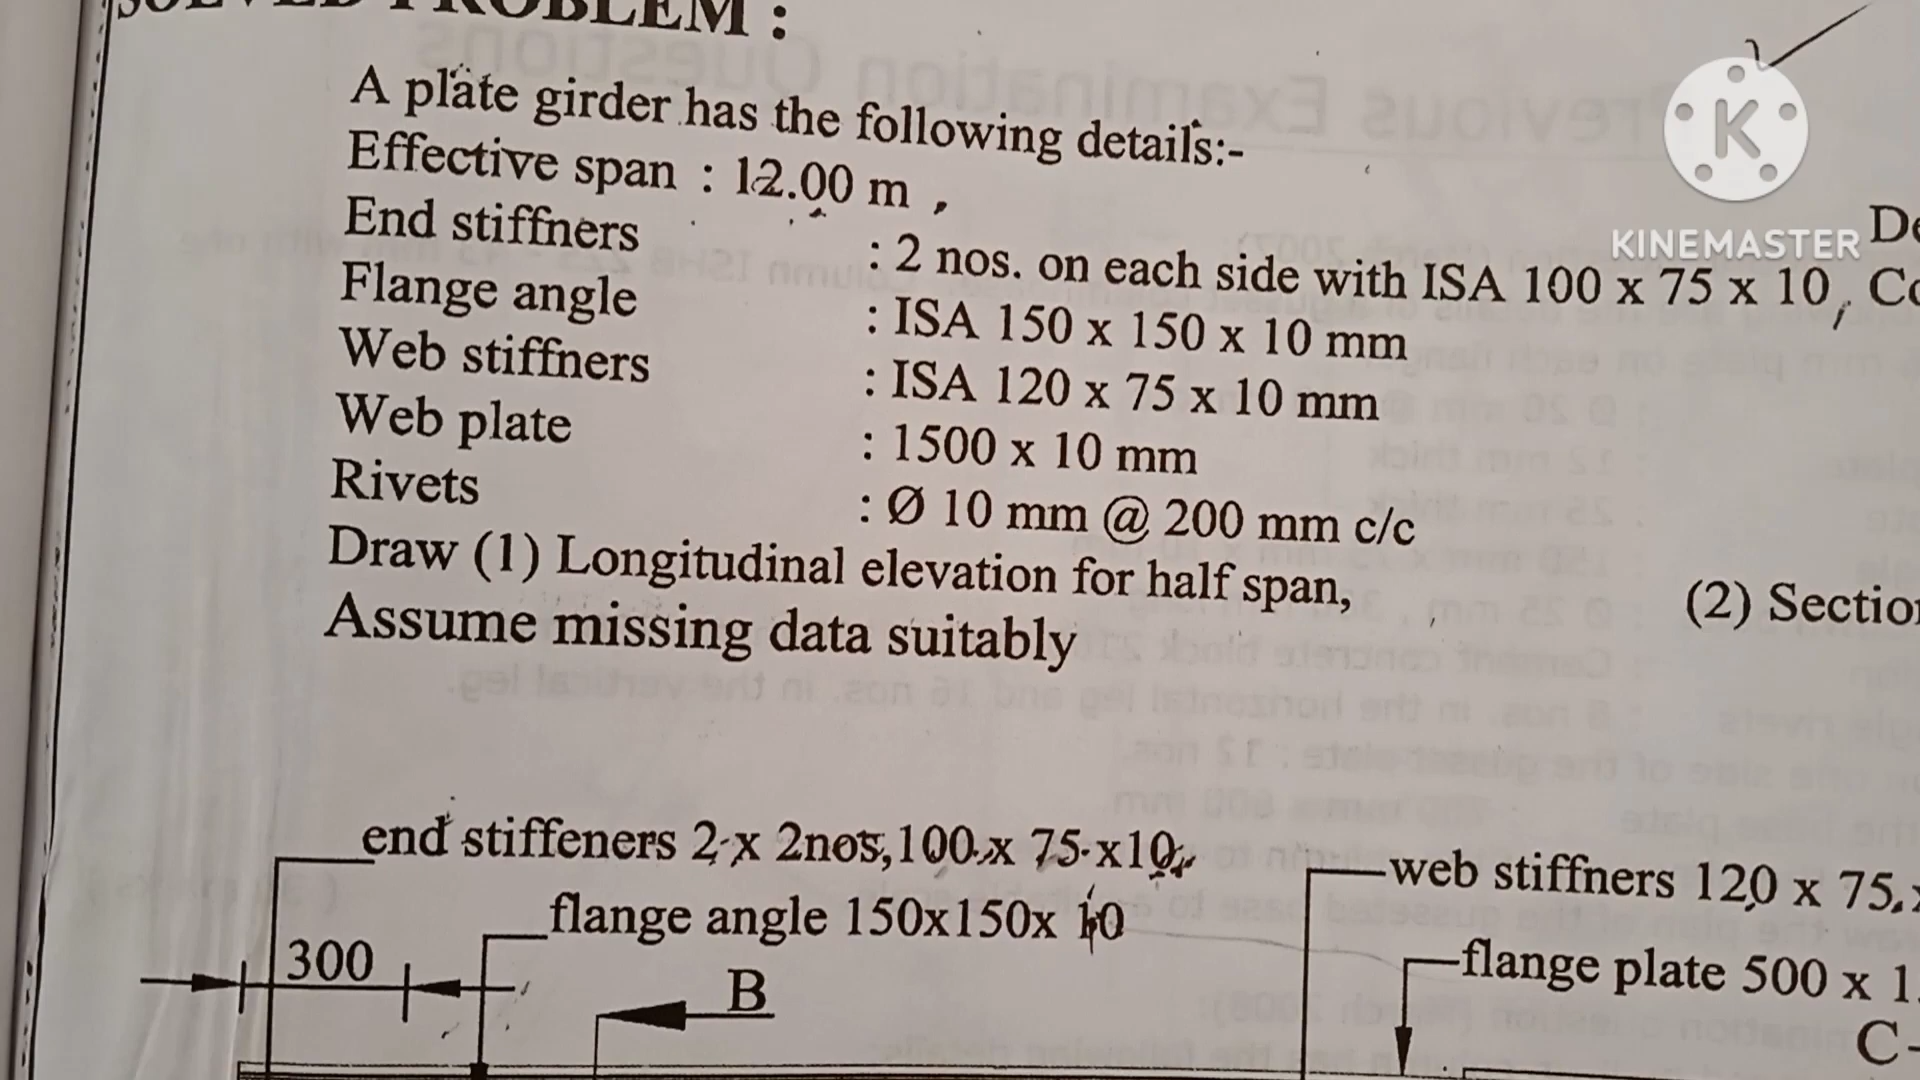 SOLVED PROBLEM :
A plate girder has the following details:-
Effective span : 12.00 m ,
End stiffners : 2 nos. on each side with ISA 100 x 75 x 10,
Flange angle : ISA 150 x 150 x 10 mm
Web stiffners : ISA 120 x 75 x 10 mm
Web plate : 1500 x 10 mm
Rivets : Ø 10 mm @ 200 mm c/c
Draw (1) Longitudinal elevation for half span, (2)
Assume missing data suitably
K
KINEMASTER
end stiffeners 2 x 2nos, 100 x 75 x10
web stiffners 120 x 75
flange angle 150x150x 10
flange plate 500 x
300
B
C-